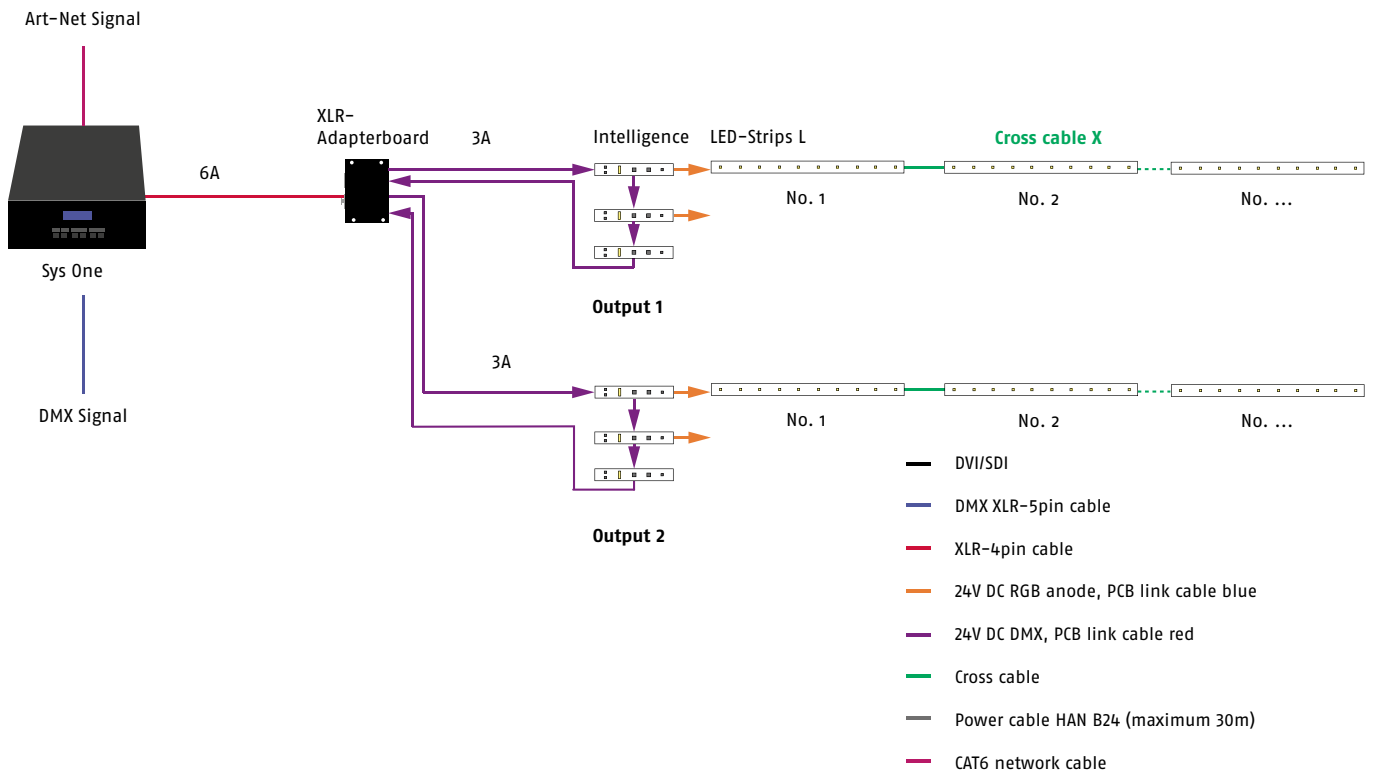 Art-Net Signal
XLR-
Adapterboard
3A
Intelligence
LED-Strips L
Cross cable X
6A
No. 1
No. 2
No. ...
Sys One
Output 1
3A
DMX Signal
No. 1
No. 2
No. ...
Output 2
DVI/SDI
DMX XLR-5pin cable
XLR-4pin cable
24V DC RGB anode, PCB link cable blue
24V DC DMX, PCB link cable red
Cross cable
Power cable HAN B24 (maximum 30m)
CAT6 network cable